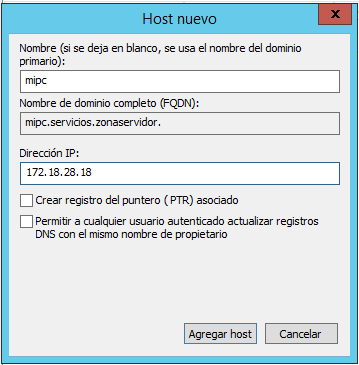 Host nuevo
x
Nombre (si se deja en blanco, se usa el nombre del dominio
primario):
mipc
Nombre de dominio completo (FQDN):
mipc.servicios.zonaservidor.
Dirección IP:
172.18.28.18
Crear registro del puntero (PTR) asociado
Permitir a cualquier usuario autenticado actualizar registros
DNS con el mismo nombre de propietario
Agregar host
Cancelar